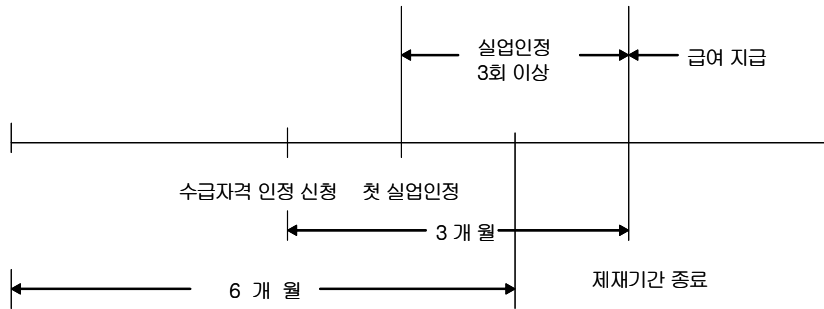 실업인정
3회 이상
급여 지급
수급자격 인정 신청
첫 실업인정
3 개 월
6 개 월
제재기간 종료